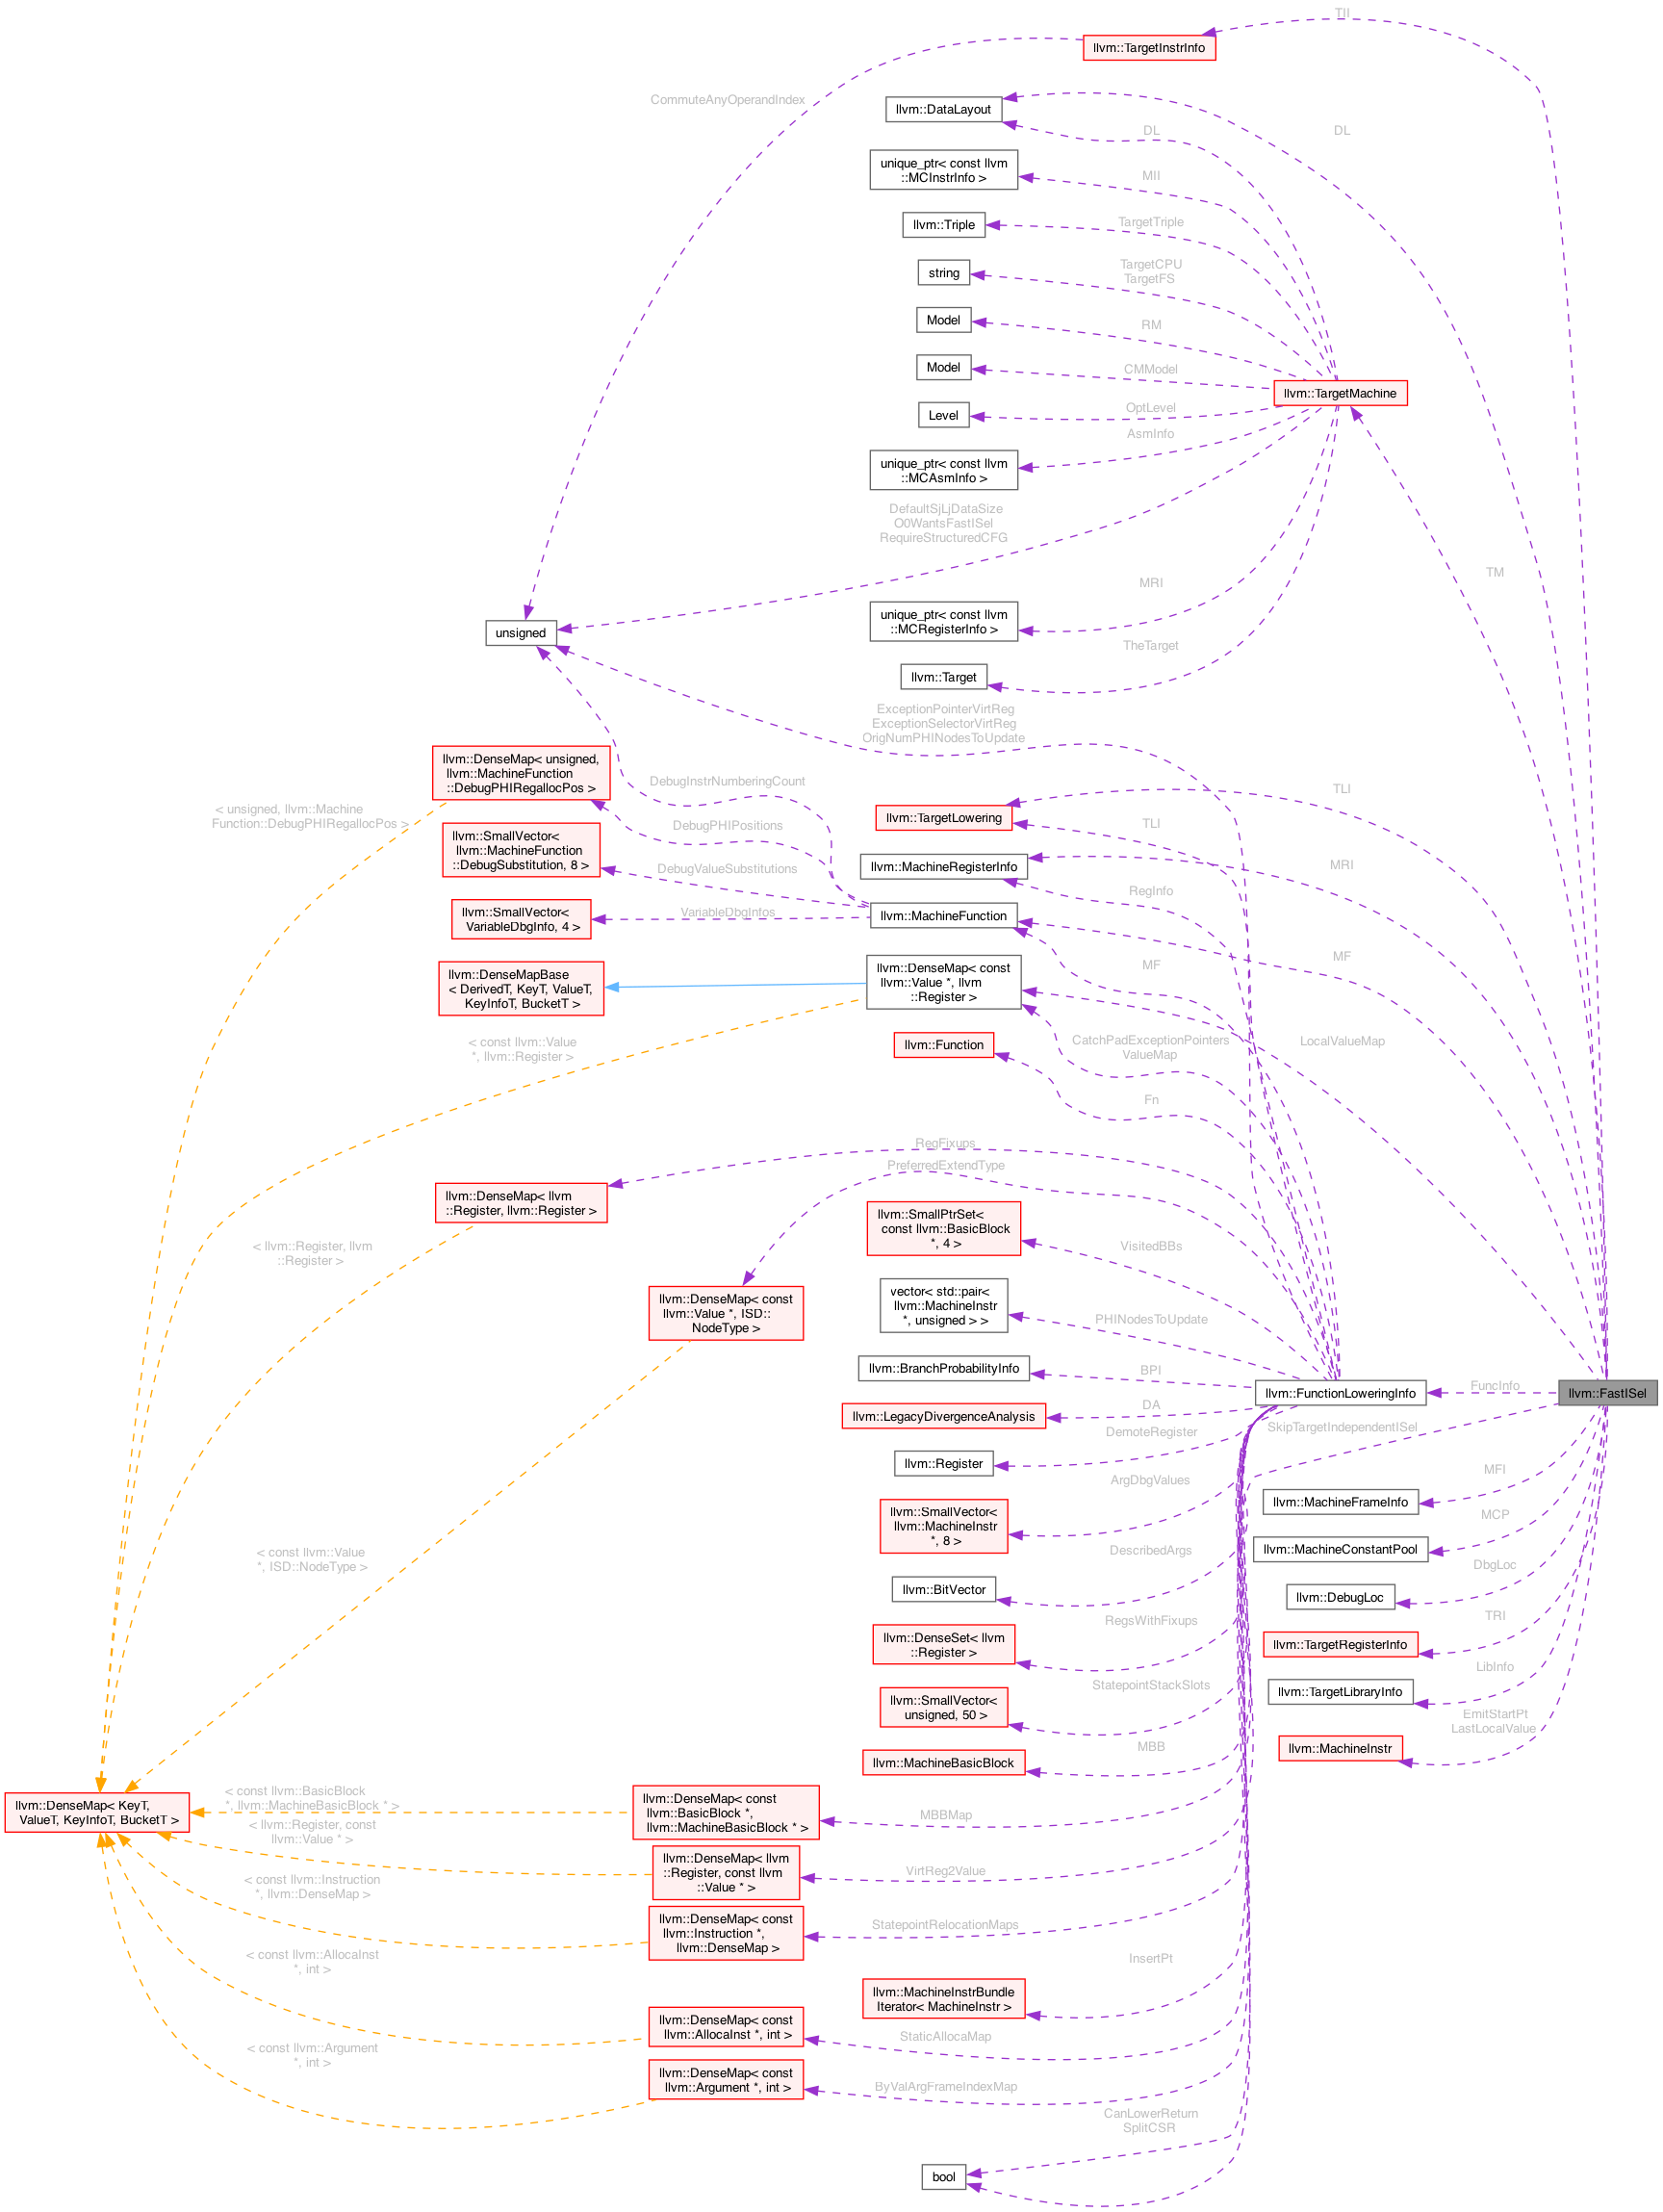 TII
llvm::TargetInstrInfo
CommuteAnyOperandIndex
llvm::DataLayout
DL
DL
unique_ptr< const llvm
::MCInstrInfo >
MII
llvm::Triple
TargetTriple
string
TargetCPU
TargetFS
Model
RM
Model
CMModel
llvm::TargetMachine
Level
OptLevel
unique_ptr< const llvm
::MCAsmInfo >
AsmInfo
DefaultSjLjDataSize
O0WantsFastISel
RequireStructuredCFG
TM
unique_ptr< const llvm
::MCRegisterInfo >
MRI
unsigned
llvm::Target
TheTarget
ExceptionPointerVirtReg
ExceptionSelectorVirtReg
OrigNumPHINodesToUpdate
llvm::DenseMap< unsigned,
llvm::MachineFunction
::DebugPHIRegallocPos >
< unsigned, llvm::Machine
Function::DebugPHIRegallocPos >
DebugInstrNumberingCount
DebugPHIPositions
llvm::TargetLowering
TLI
TLI
llvm::SmallVector<
llvm::MachineFunction
::DebugSubstitution, 8 >
DebugValueSubstitutions
llvm::MachineRegisterInfo
RegInfo
MRI
llvm::SmallVector<
VariableDbgInfo, 4 >
VariableDbgInfos
llvm::MachineFunction
MF
MF
llvm::DenseMapBase
< DerivedT, KeyT, ValueT,
KeyInfoT, BucketT >
llvm::DenseMap< const
llvm::Value *, llvm
::Register >
< const llvm::Value
*, llvm::Register >
llvm::Function
CatchPadExceptionPointers
ValueMap
LocalValueMap
Fn
RegFixups
PreferredExtendType
llvm::DenseMap< llvm
::Register, llvm::Register >
< llvm::Register, llvm
::Register >
llvm::SmallPtrSet<
const llvm::BasicBlock
*, 4 >
VisitedBBs
llvm::DenseMap< const
llvm::Value *, ISD::
NodeType >
vector< std::pair<
llvm::MachineInstr
*, unsigned > >
PHINodesToUpdate
llvm::BranchProbabilityInfo
BPI
llvm::FunctionLoweringInfo
FuncInfo
llvm::FastISel
llvm::LegacyDivergenceAnalysis
DA
SkipTargetIndependentISel
llvm::Register
DemoteRegister
MFI
llvm::MachineFrameInfo
llvm::SmallVector<
llvm::MachineInstr
*, 8 >
ArgDbgValues
MCP
llvm::MachineConstantPool
< const llvm::Value
*, ISD::NodeType >
DescribedArgs
llvm::BitVector
DbgLoc
llvm::DebugLoc
llvm::DenseSet< llvm
::Register >
RegsWithFixups
TRI
llvm::TargetRegisterInfo
LibInfo
llvm::TargetLibraryInfo
llvm::SmallVector<
unsigned, 50 >
StatepointStackSlots
EmitStartPt
LastLocalValue
llvm::MachineInstr
llvm::MachineBasicBlock
MBB
llvm::DenseMap< KeyT,
ValueT, KeyInfoT, BucketT >
< const llvm::BasicBlock
*, llvm::MachineBasicBlock * >
llvm::DenseMap< const
llvm::BasicBlock *,
llvm::MachineBasicBlock * >
MBBMap
< llvm::Register, const
llvm::Value * >
llvm::DenseMap< llvm
::Register, const llvm
::Value * >
VirtReg2Value
< const llvm::Instruction
*, llvm::DenseMap >
llvm::DenseMap< const
llvm::Instruction *,
llvm::DenseMap >
StatepointRelocationMaps
< const llvm::AllocaInst
*, int >
llvm::MachineInstrBundle
Iterator< MachineInstr >
InsertPt
llvm::DenseMap< const
llvm::AllocaInst *, int >
StaticAllocaMap
< const llvm::Argument
*, int >
llvm::DenseMap< const
llvm::Argument *, int >
ByValArgFrameIndexMap
CanLowerReturn
SplitCSR
bool